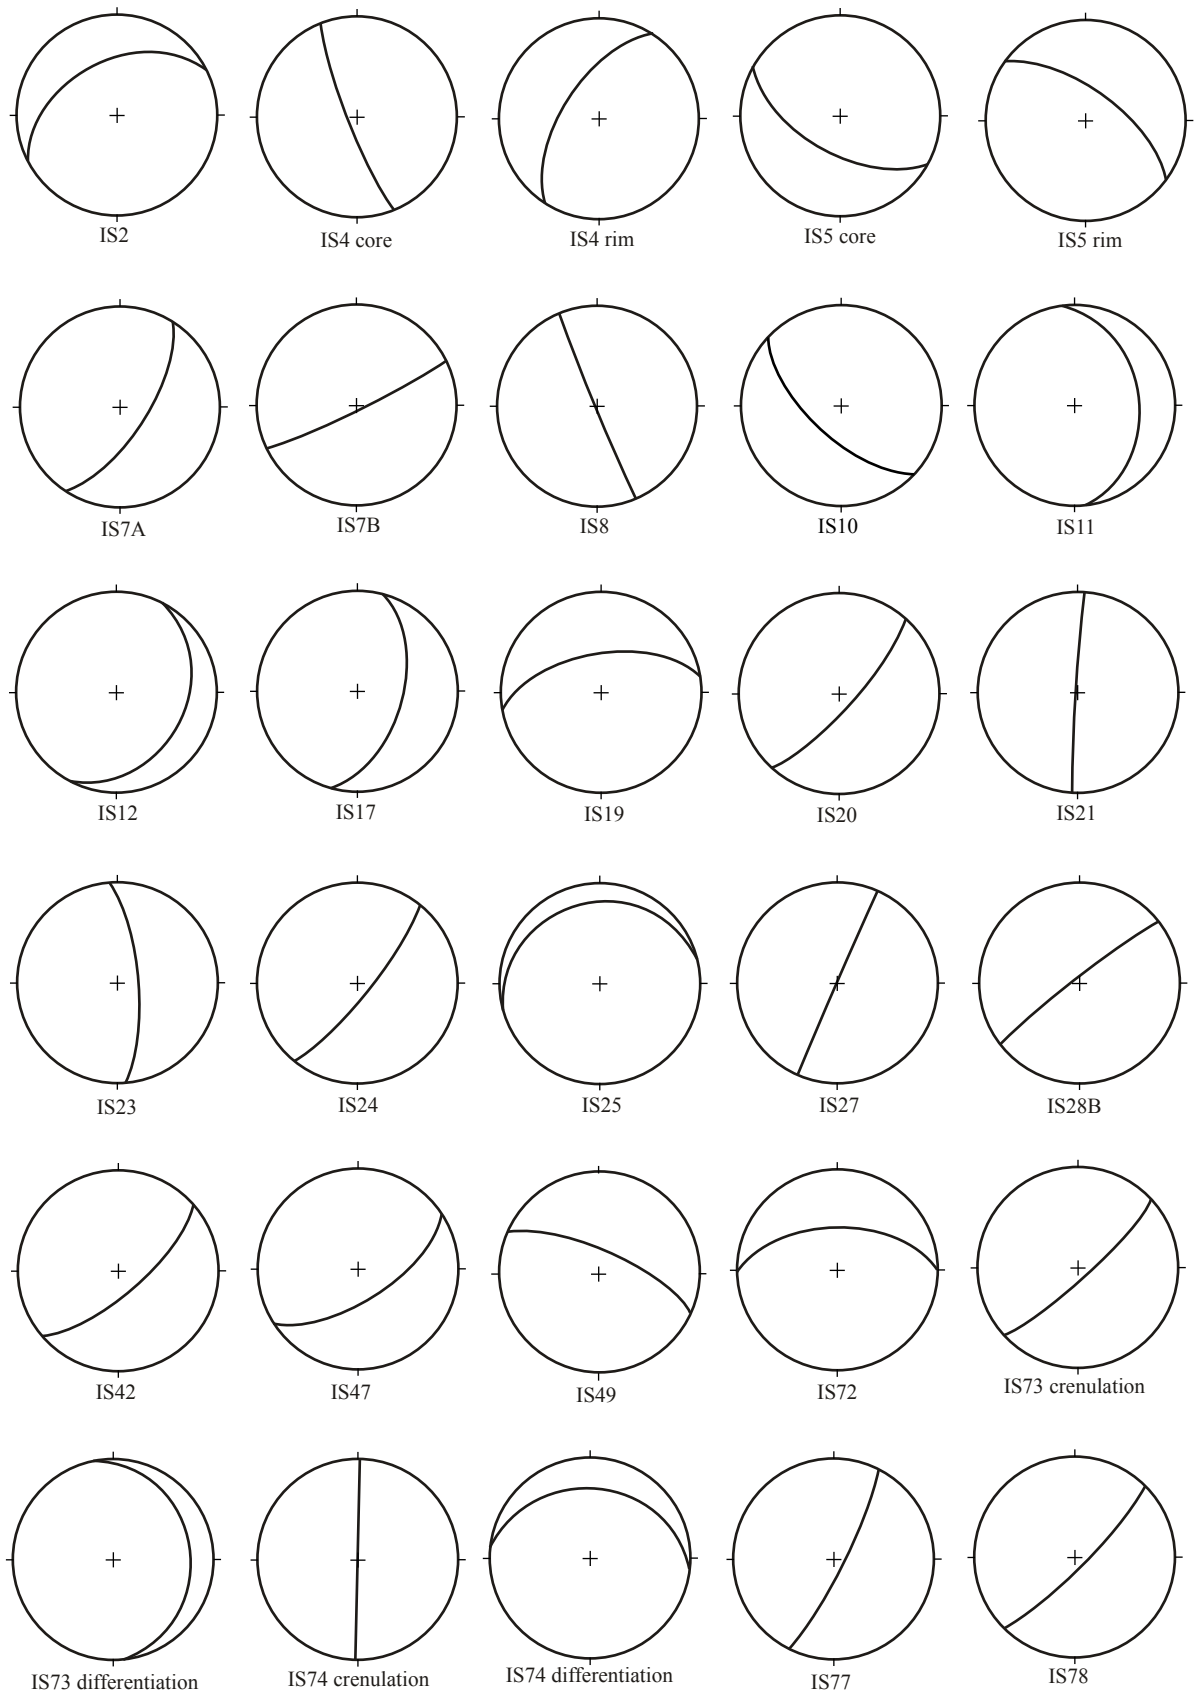 IS2
IS4 core
IS4 rim
IS5 core
IS5 rim
IS7A
IS7B
IS8
IS10
IS11
IS12
IS17
IS19
IS20
IS21
IS23
IS24
IS25
IS27
IS28B
IS42
IS47
IS49
IS72
IS73 crenulation
IS73 differentiation
IS74 crenulation
IS74 differentiation
IS77
IS78